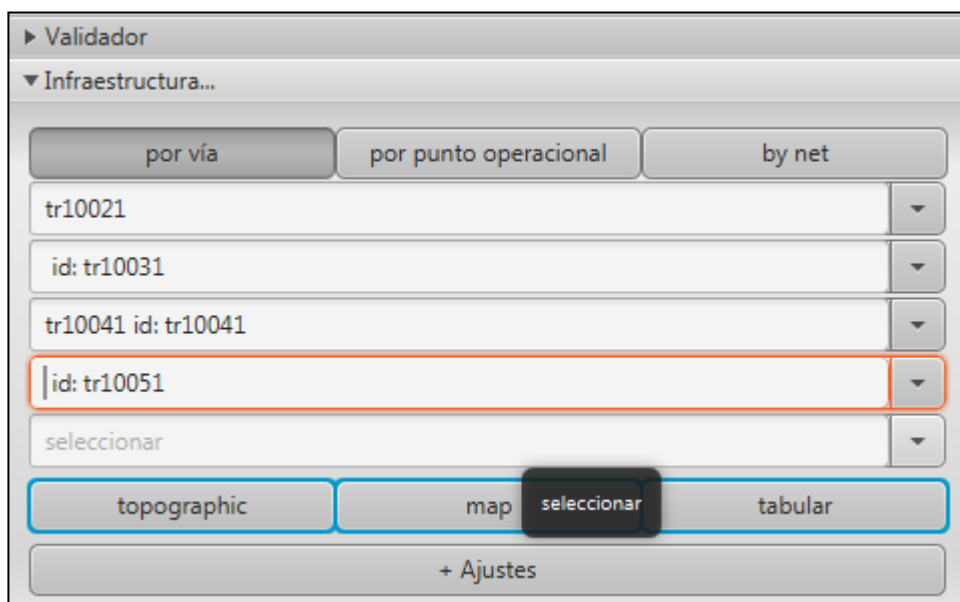 Validador
Infraestructura...
por vía por punto operacional by net
tr10021
id: tr10031
tr10041 id: tr10041
id: tr10051
seleccionar
topographic map seleccionar tabular
+ Ajustes